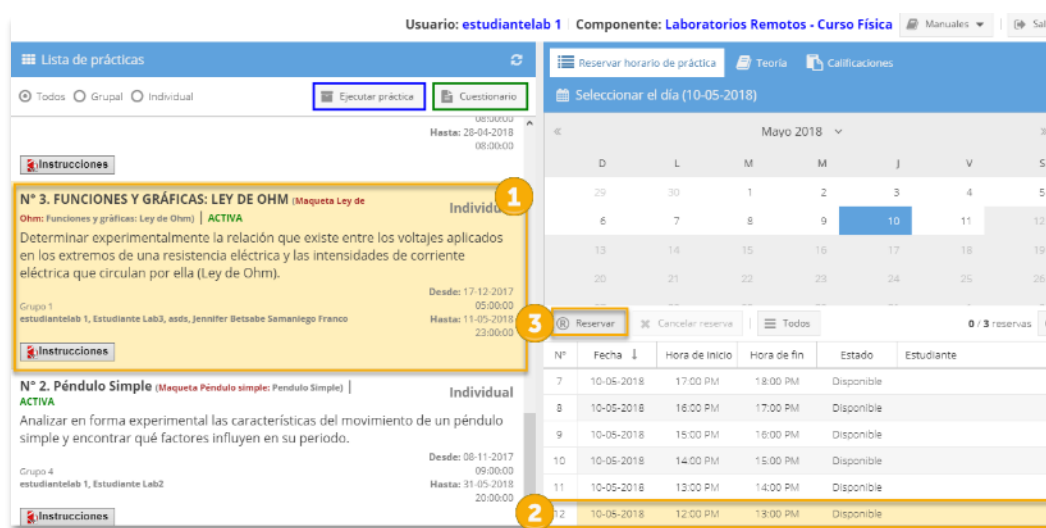 Usuario: estudiantelab 1 | Componente: Laboratorios Remotos - Curso Física Manuales Sal
Lista de prácticas
Todos Grupal Individual Ejecutar práctica Cuestionario
08:00:00
Hasta: 28-04-2018
08:00:00
Instrucciones
N° 3. FUNCIONES Y GRÁFICAS: LEY DE OHM (Maqueta Ley de
Ohm: Funciones y gráficas: Ley de Ohm) | ACTIVA
Individu
1
Determinar experimentalmente la relación que existe entre los voltajes aplicados
en los extremos de una resistencia eléctrica y las intensidades de corriente
eléctrica que circulan por ella (Ley de Ohm).
Desde: 17-12-2017
05:00:00
Grupo 1
estudiantelab 1, Estudiante Lab3, asds, Jennifer Betsabe Samaniego Franco
Hasta: 11-05-2018
23:00:00
Instrucciones
N° 2. Péndulo Simple (Maqueta Péndulo simple: Pendulo Simple) |
ACTIVA
Individual
Analizar en forma experimental las características del movimiento de un péndulo
simple y encontrar qué factores influyen en su periodo.
Desde: 08-11-2017
09:00:00
Grupo 4
estudiantelab 1, Estudiante Lab2
Hasta: 31-05-2018
20:00:00
Instrucciones
Reservar horario de práctica Teoría Calificaciones
Seleccionar el día (10-05-2018)
« Mayo 2018 »
D L M M J V S
29 30 1 2 3 4 5
6 7 8 9 10 11 12
13 14 15 16 17 18 19
20 21 22 23 24 25 26
3 Reservar Cancelar reserva Todos 0 / 3 reservas
N° Fecha ↓ Hora de Inicio Hora de fin Estado Estudiante
7 10-05-2018 17:00 PM 18:00 PM Disponible
8 10-05-2018 16:00 PM 17:00 PM Disponible
9 10-05-2018 15:00 PM 16:00 PM Disponible
10 10-05-2018 14:00 PM 15:00 PM Disponible
11 10-05-2018 13:00 PM 14:00 PM Disponible
2 12 10-05-2018 12:00 PM 13:00 PM Disponible